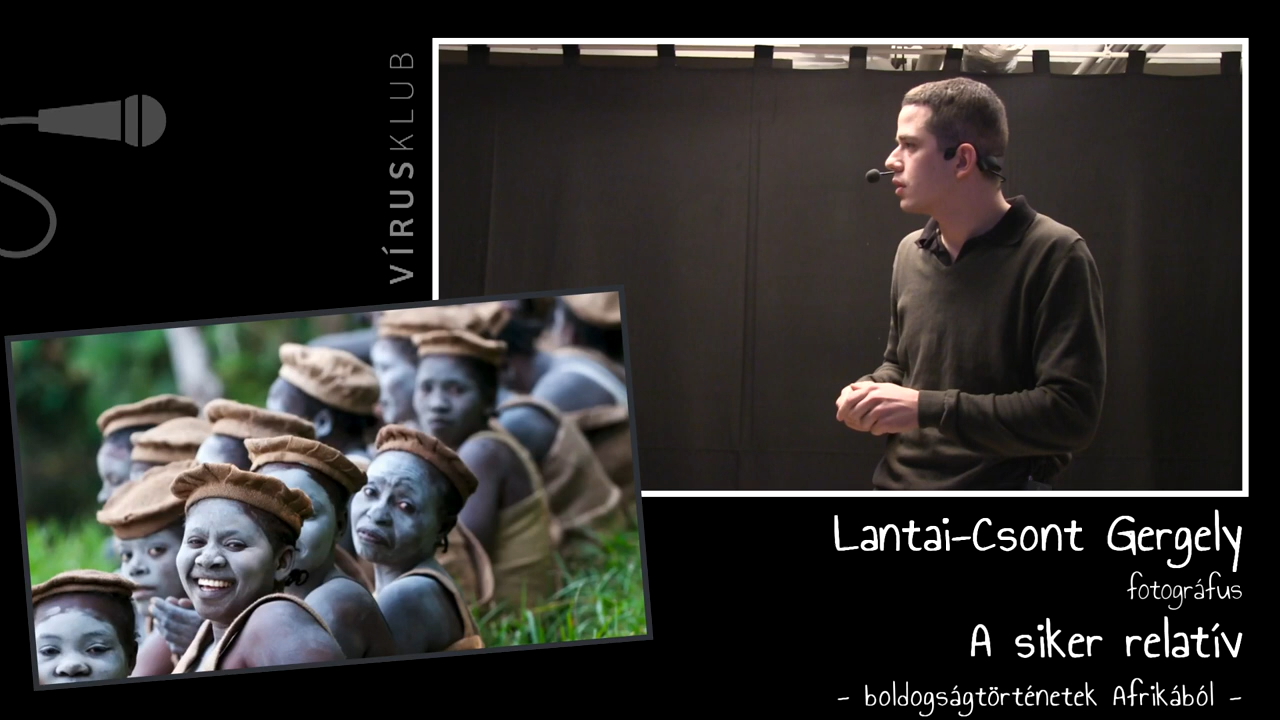 VÍRUSKLUB
Lantai-Csont Gergely
fotográfus
A siker relatív
- boldogságtörténetek Afrikából -